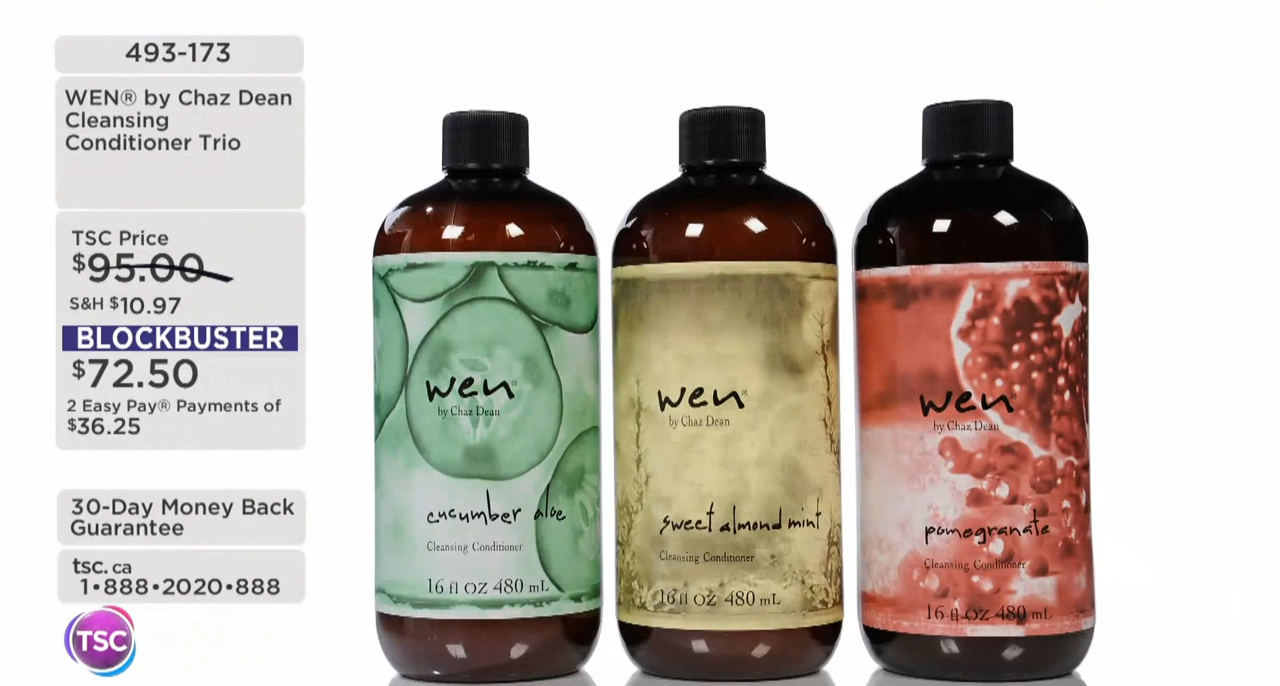 493-173
WEN® by Chaz Dean
Cleansing
Conditioner Trio
TSC Price
$95.00
S&H $10.97
BLOCKBUSTER
$72.50
2 Easy Pay® Payments of
$36.25
30-Day Money Back
Guarantee
tsc.ca
1•888•2020•888
TSC
wen®
by Chaz Dean
cucumber aloe
Cleansing Conditioner
16 fl oz 480 mL
wen®
by Chaz Dean
sweet almond mint
Cleansing Conditioner
16 fl oz 480 mL
wen®
by Chaz Dean
pomegranate
Cleansing Conditioner
16 fl oz 480 mL